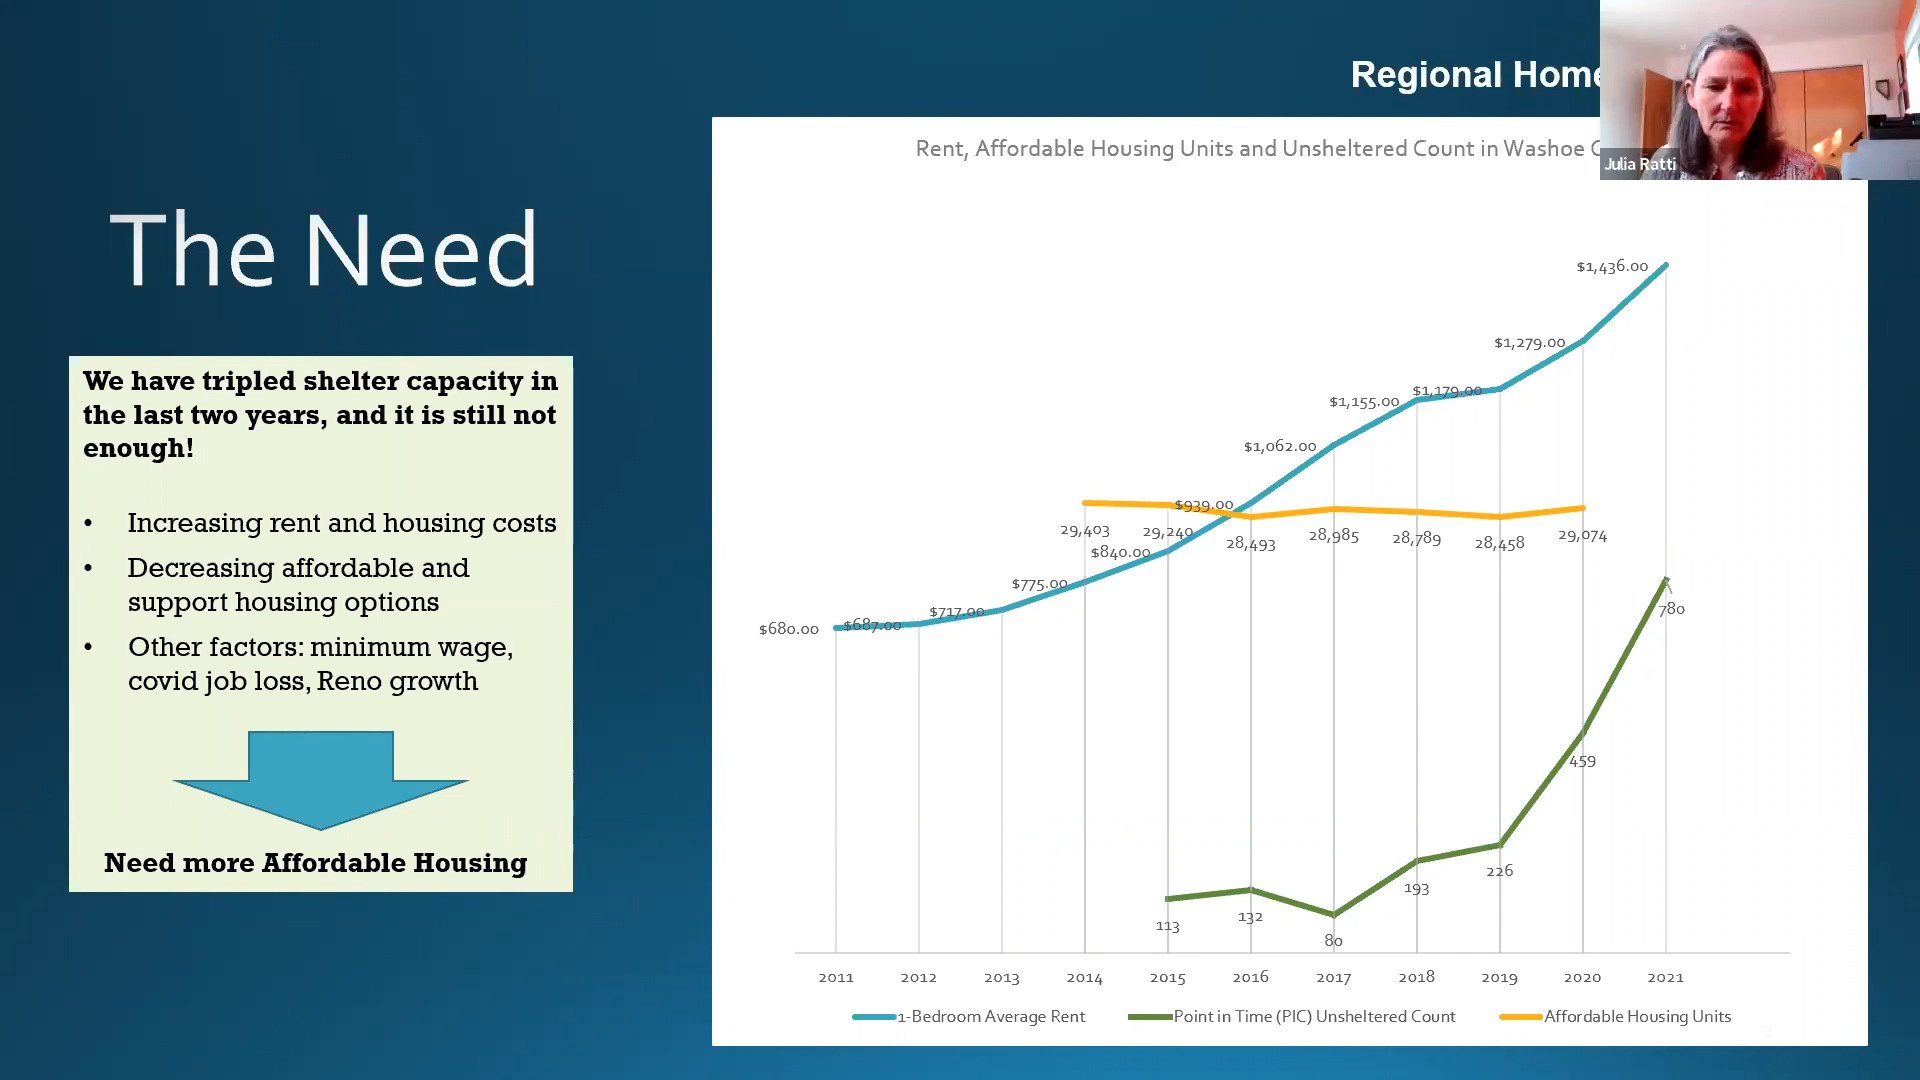 Regional Home
Julia Ratti
Rent, Affordable Housing Units and Unsheltered Count in Washoe C
The Need
We have tripled shelter capacity in
the last two years, and it is still not
enough!
• Increasing rent and housing costs
• Decreasing affordable and
support housing options
• Other factors: minimum wage,
covid job loss, Reno growth
Need more Affordable Housing
$1,436.00
$1,279.00
$1,179.00
$1,155.00
$1,062.00
$939.00
29,403
29,240
28,493
28,985
28,789
28,458
29,074
$840.00
$775.00
$717.00
$687.00
$680.00
780
459
226
193
132
113
80
2011 2012 2013 2014 2015 2016 2017 2018 2019 2020 2021
1-Bedroom Average Rent Point in Time (PIC) Unsheltered Count Affordable Housing Units